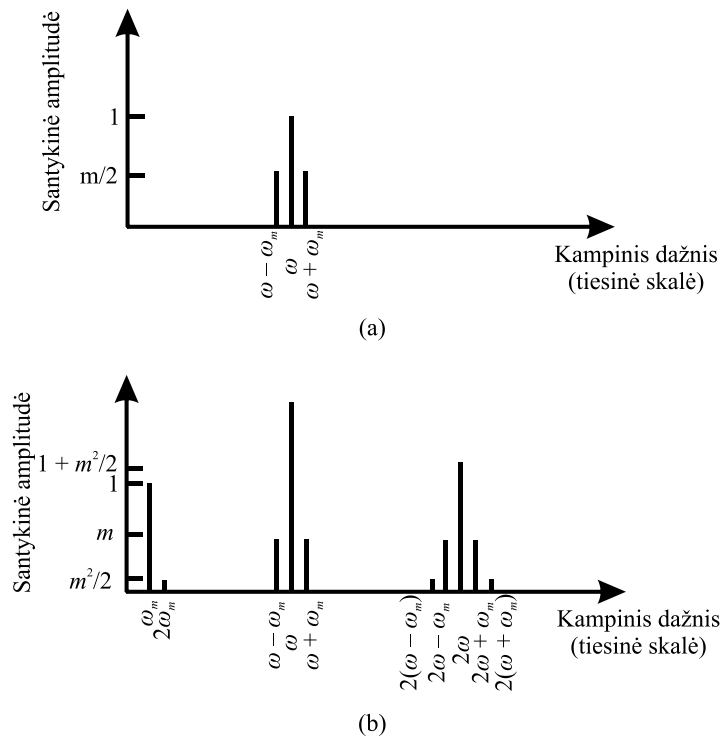 Santykinė amplitudė
1
m/2
ω − ωₘ
ω
ω + ωₘ
Kampinis dažnis
(tiesinė skalė)
(a)
Santykinė amplitudė
1 + m²/2
1
m
m²/2
ωₘ
2ωₘ
ω − ωₘ
ω
ω + ωₘ
2(ω − ωₘ)
2ω − ωₘ
2ω
2ω + ωₘ
2(ω + ωₘ)
Kampinis dažnis
(tiesinė skalė)
(b)